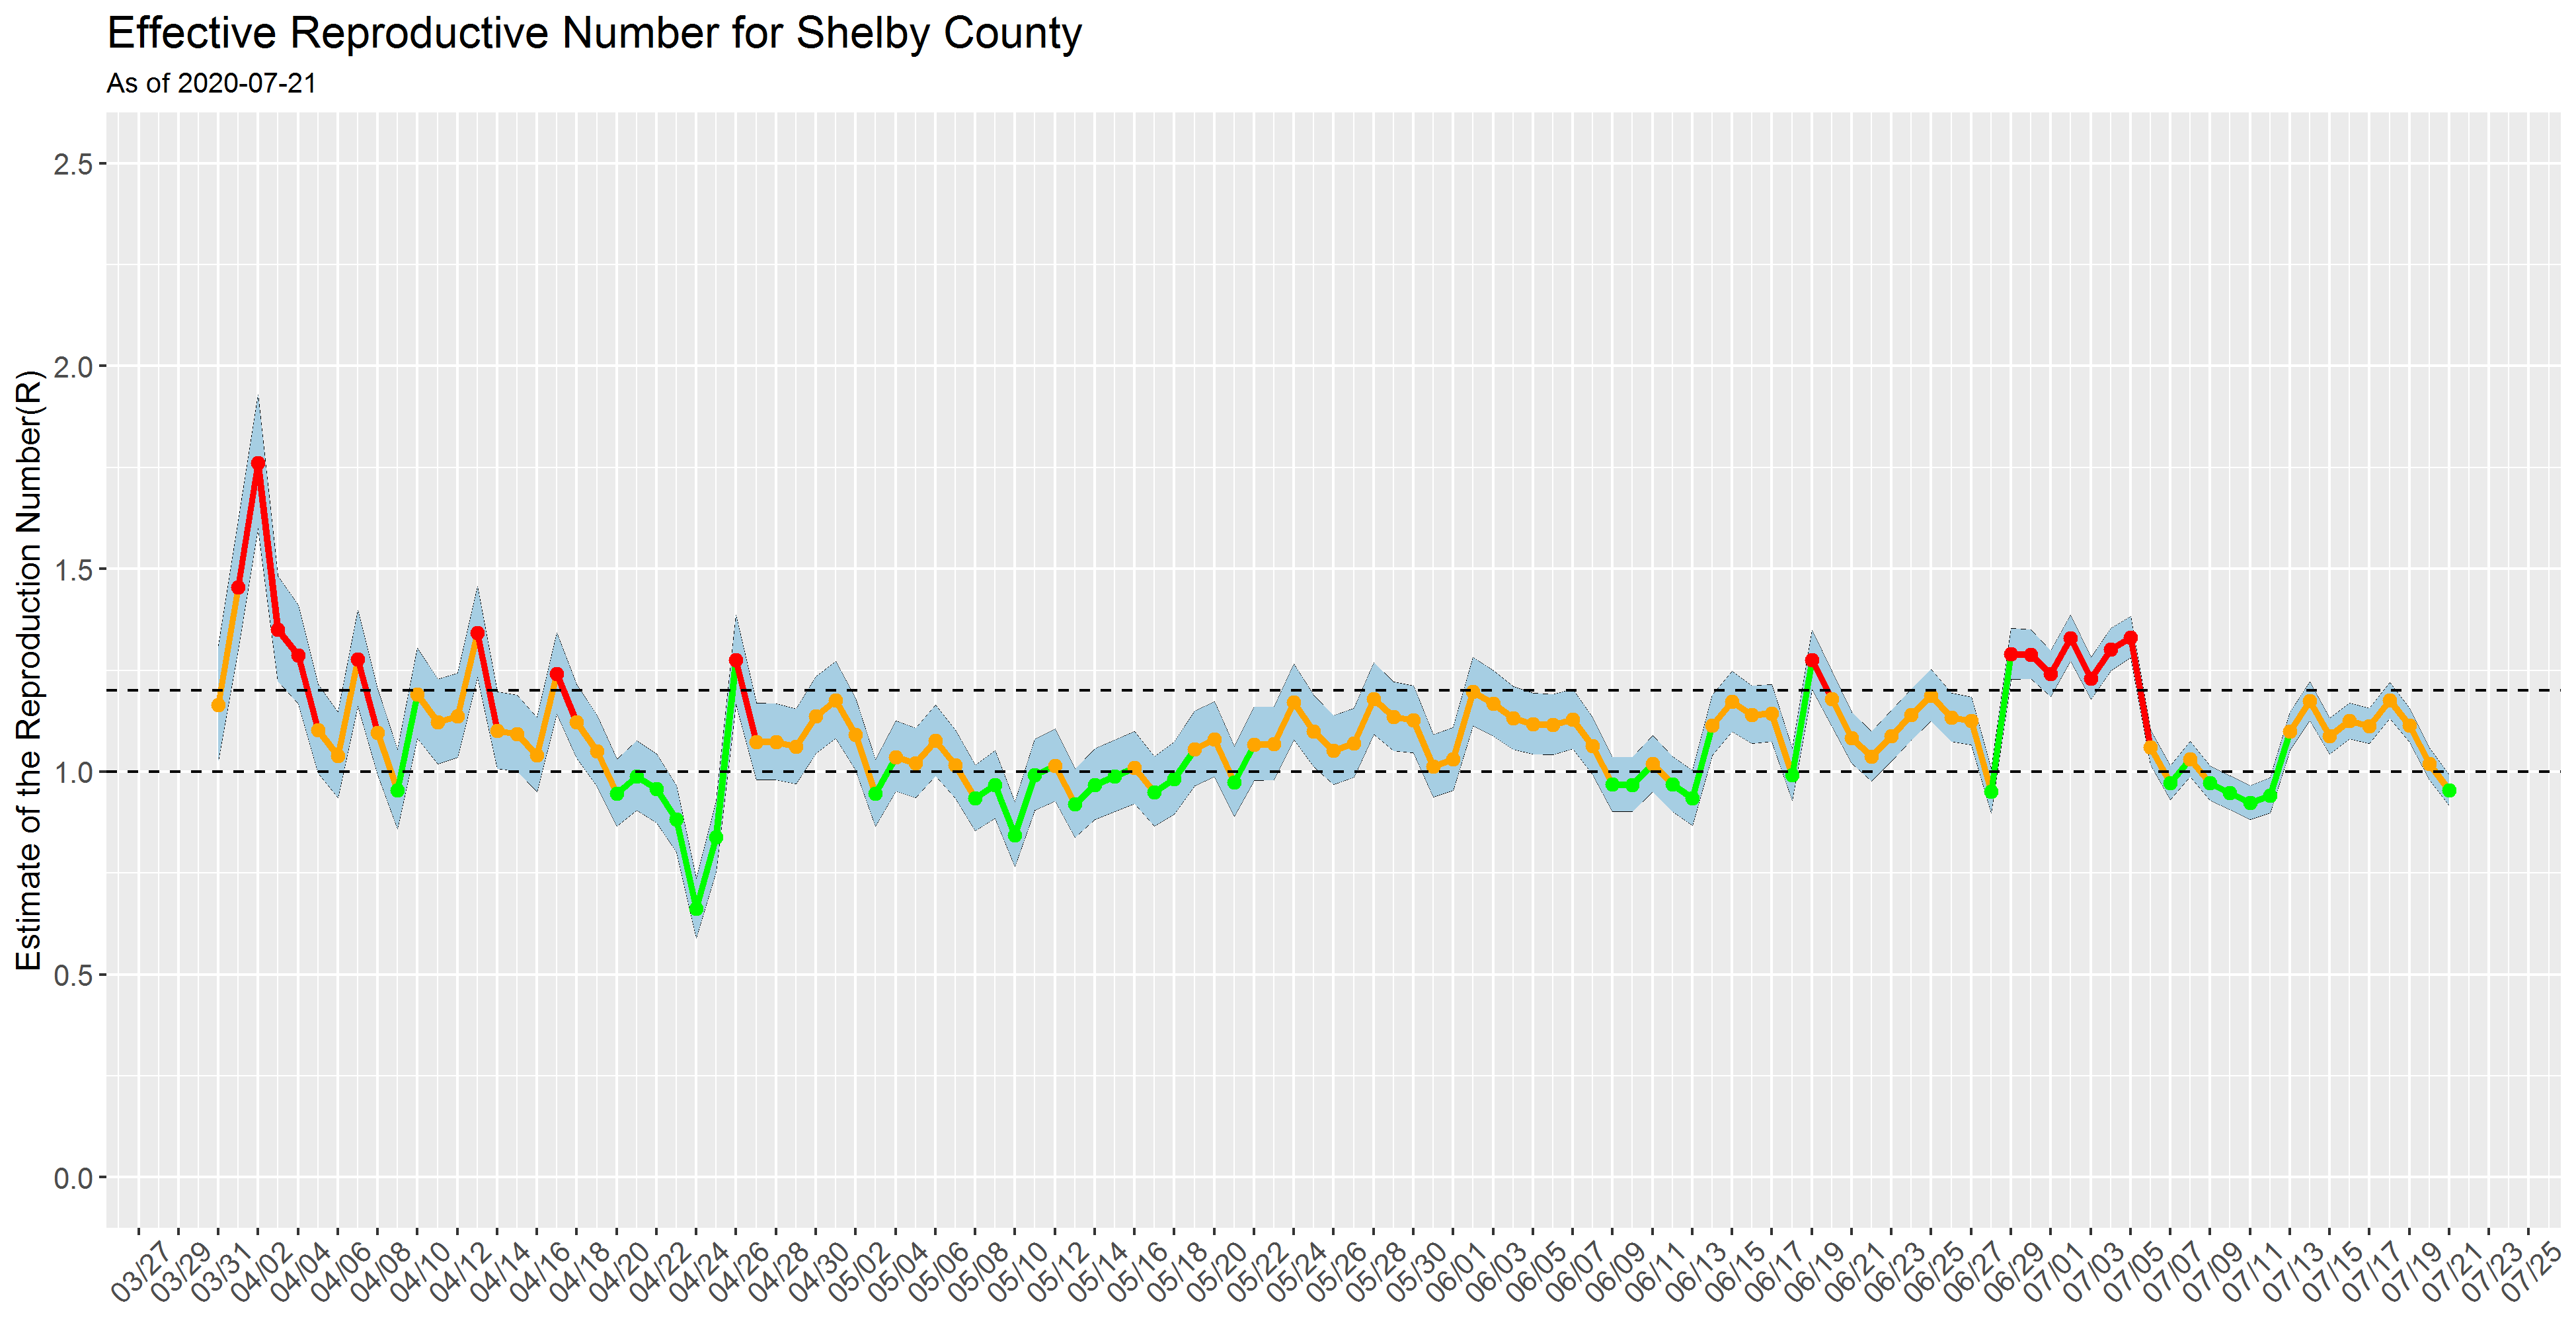 Effective Reproductive Number for Shelby County
As of 2020-07-21
Estimate of the Reproduction Number(R)
2.5
2.0
1.5
1.0
0.5
0.0
03/27 03/29 03/31 04/02 04/04 04/06 04/08 04/10 04/12 04/14 04/16 04/18 04/20 04/22 04/24 04/26 04/28 04/30 05/02 05/04 05/06 05/08 05/10 05/12 05/14 05/16 05/18 05/20 05/22 05/24 05/26 05/28 05/30 06/01 06/03 06/05 06/07 06/09 06/11 06/13 06/15 06/17 06/19 06/21 06/23 06/25 06/27 06/29 07/01 07/03 07/05 07/07 07/09 07/11 07/13 07/15 07/17 07/19 07/21 07/23 07/25